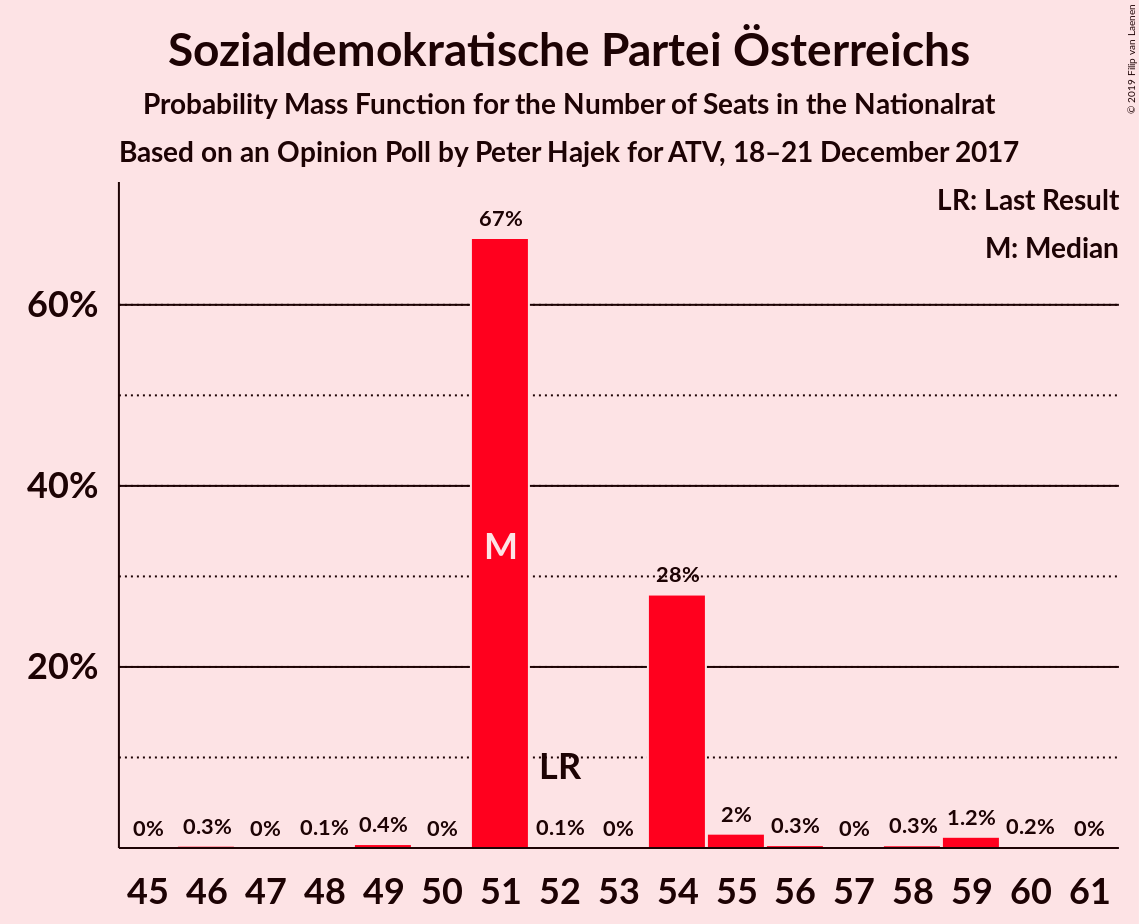 Sozialdemokratische Partei Österreichs
Probability Mass Function for the Number of Seats in the Nationalrat
Based on an Opinion Poll by Peter Hajek for ATV, 18–21 December 2017
© 2019 Filip van Laenen
LR: Last Result
M: Median
60%
40%
20%
0%
0.3%
0%
0.1%
0.4%
0%
67%
M
0.1%
LR
0%
28%
2%
0.3%
0%
0.3%
1.2%
0.2%
0%
45 46 47 48 49 50 51 52 53 54 55 56 57 58 59 60 61